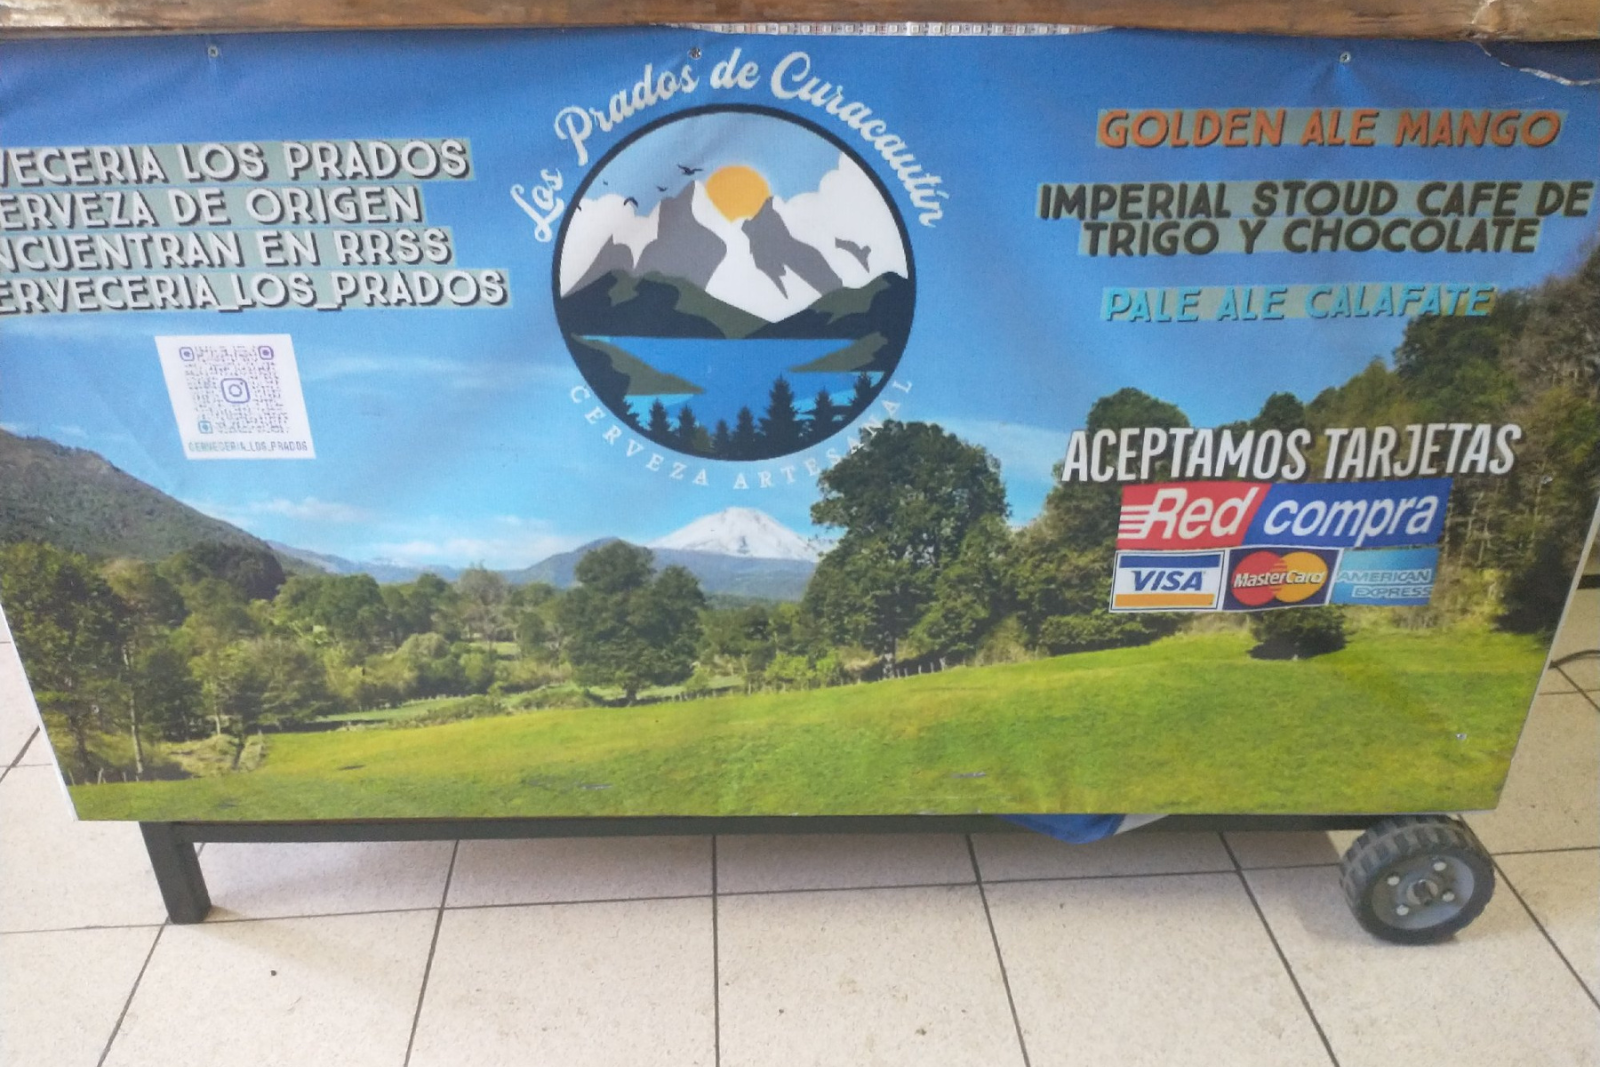 VECERIA LOS PRADOS
ERVEZA DE ORIGEN
NCUENTRAN EN RRSS
ERVECERIA_LOS_PRADOS
CERVECERIA_LOS_PRADOS
Los Prados de Curacautín
CERVEZA ARTESANAL
GOLDEN ALE MANGO
IMPERIAL STOUD CAFE DE
TRIGO Y CHOCOLATE
PALE ALE CALAFATE
ACEPTAMOS TARJETAS
Red compra
VISA
MasterCard
AMERICAN
EXPRESS